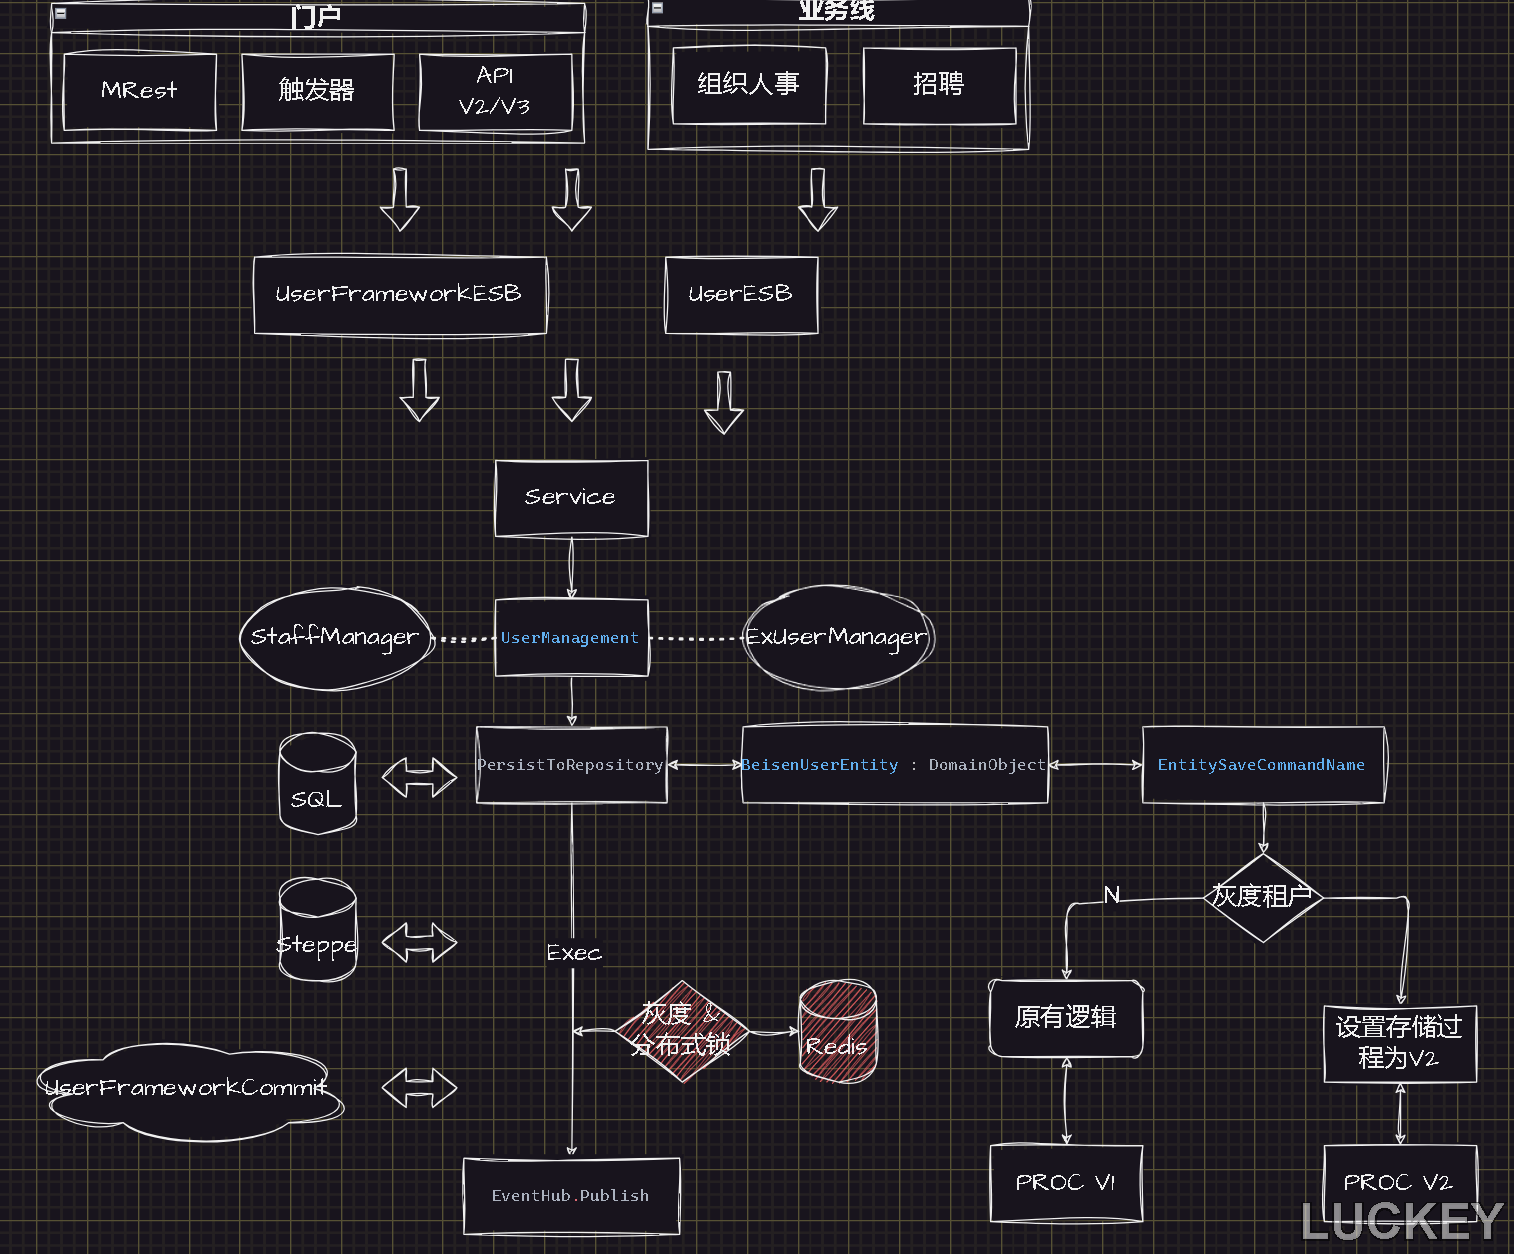 门户
业务线
MRest
触发器
API
V2/V3
组织人事
招聘
UserFrameworkESB
UserESB
Service
StaffManager
UserManagement
ExUserManager
SQL
PersistToRepository
BeisenUserEntity : DomainObject
EntitySaveCommandName
灰度租户
N
Steppe
Exec
灰度 &
分布式锁
Redis
原有逻辑
设置存储过
程为V2
UserFrameworkCommit
EventHub.Publish
PROC V1
PROC V2
LUCKEY